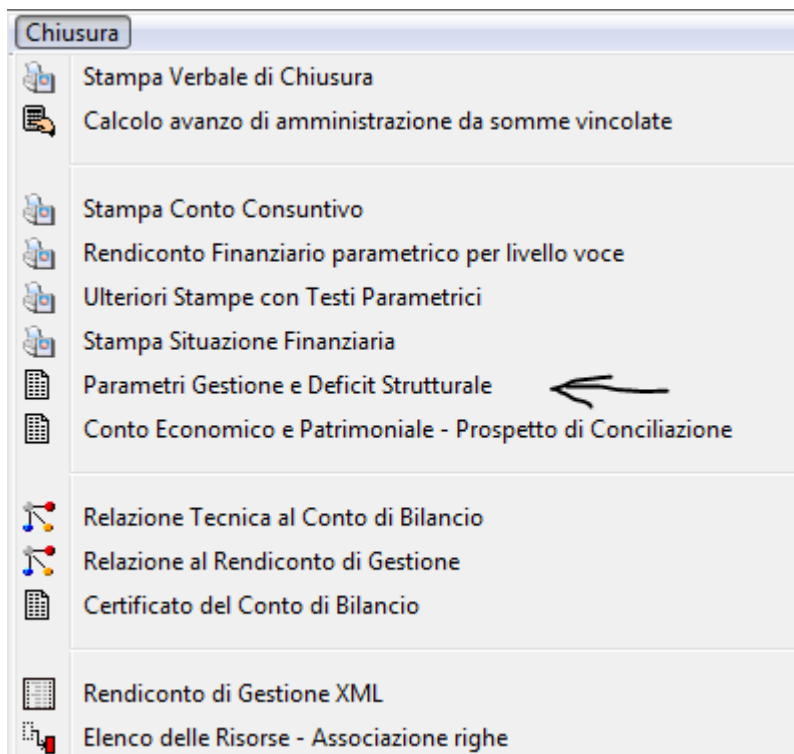 Chiusura
Stampa Verbale di Chiusura
Calcolo avanzo di amministrazione da somme vincolate
Stampa Conto Consuntivo
Rendiconto Finanziario parametrico per livello voce
Ulteriori Stampe con Testi Parametrici
Stampa Situazione Finanziaria
Parametri Gestione e Deficit Strutturale
Conto Economico e Patrimoniale - Prospetto di Conciliazione
Relazione Tecnica al Conto di Bilancio
Relazione al Rendiconto di Gestione
Certificato del Conto di Bilancio
Rendiconto di Gestione XML
Elenco delle Risorse - Associazione righe